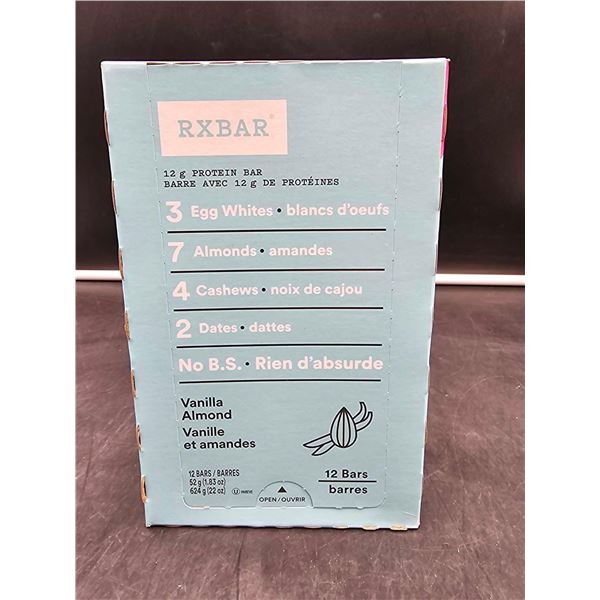 RXBAR®
12 g PROTEIN BAR
BARRE AVEC 12 g DE PROTÉINES
3 Egg Whites • blancs d'oeufs
7 Almonds • amandes
4 Cashews • noix de cajou
2 Dates • dattes
No B.S. • Rien d'absurde
Vanilla
Almond
Vanille
et amandes
12 BARS / BARRES
52 g (1.83 oz)
624 g (22 oz)
U PAREVE
12 Bars
barres
OPEN / OUVRIR